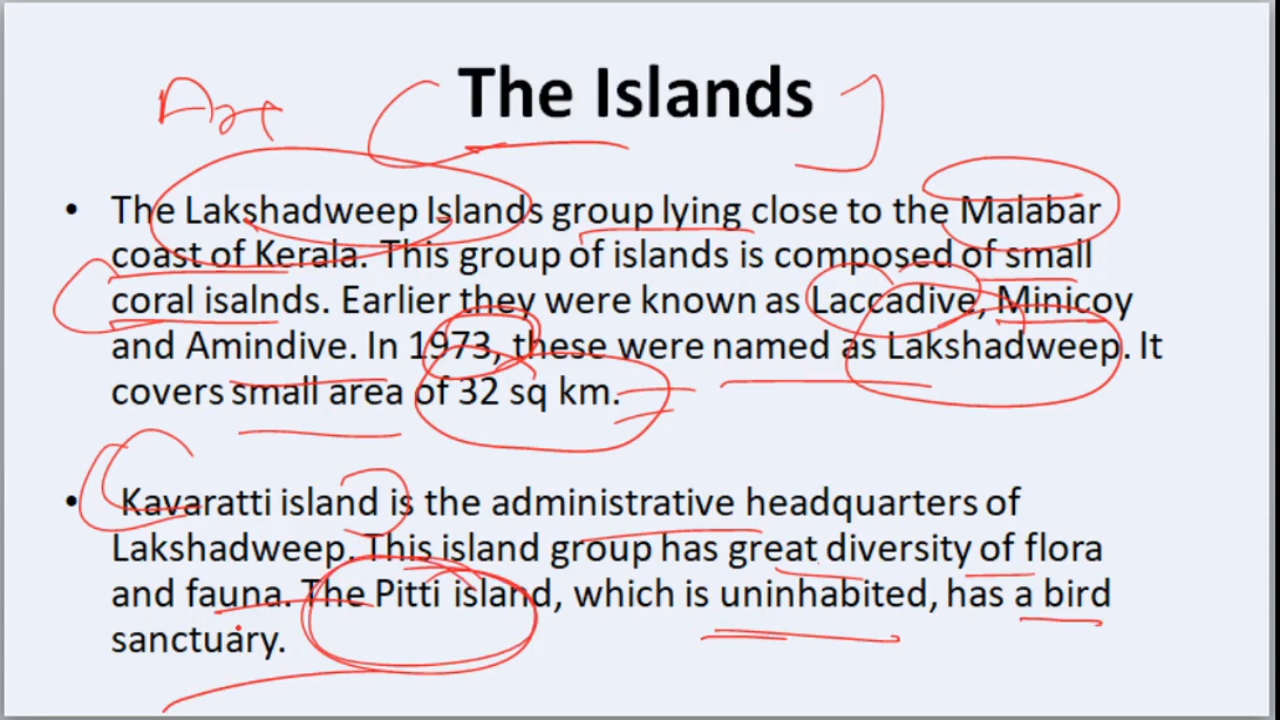 The Islands
• The Lakshadweep Islands group lying close to the Malabar
coast of Kerala. This group of islands is composed of small
coral isalnds. Earlier they were known as Laccadive, Minicoy
and Amindive. In 1973, these were named as Lakshadweep. It
covers small area of 32 sq km.
• Kavaratti island is the administrative headquarters of
Lakshadweep. This island group has great diversity of flora
and fauna. The Pitti island, which is uninhabited, has a bird
sanctuary.